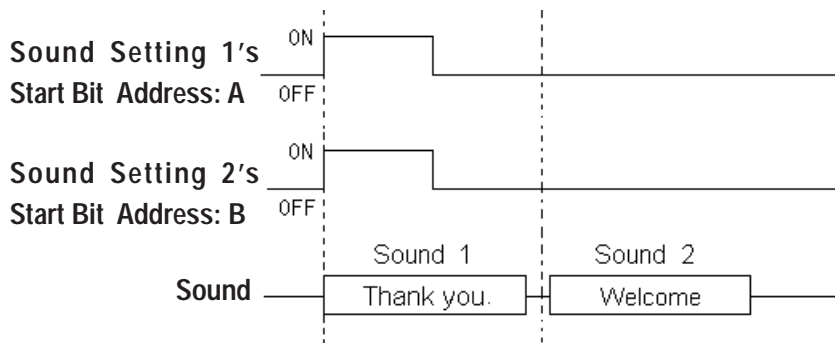 ON
Sound Setting 1's
Start Bit Address: A
OFF
ON
Sound Setting 2's
Start Bit Address: B
OFF
Sound 1
Sound 2
Sound
Thank you.
Welcome